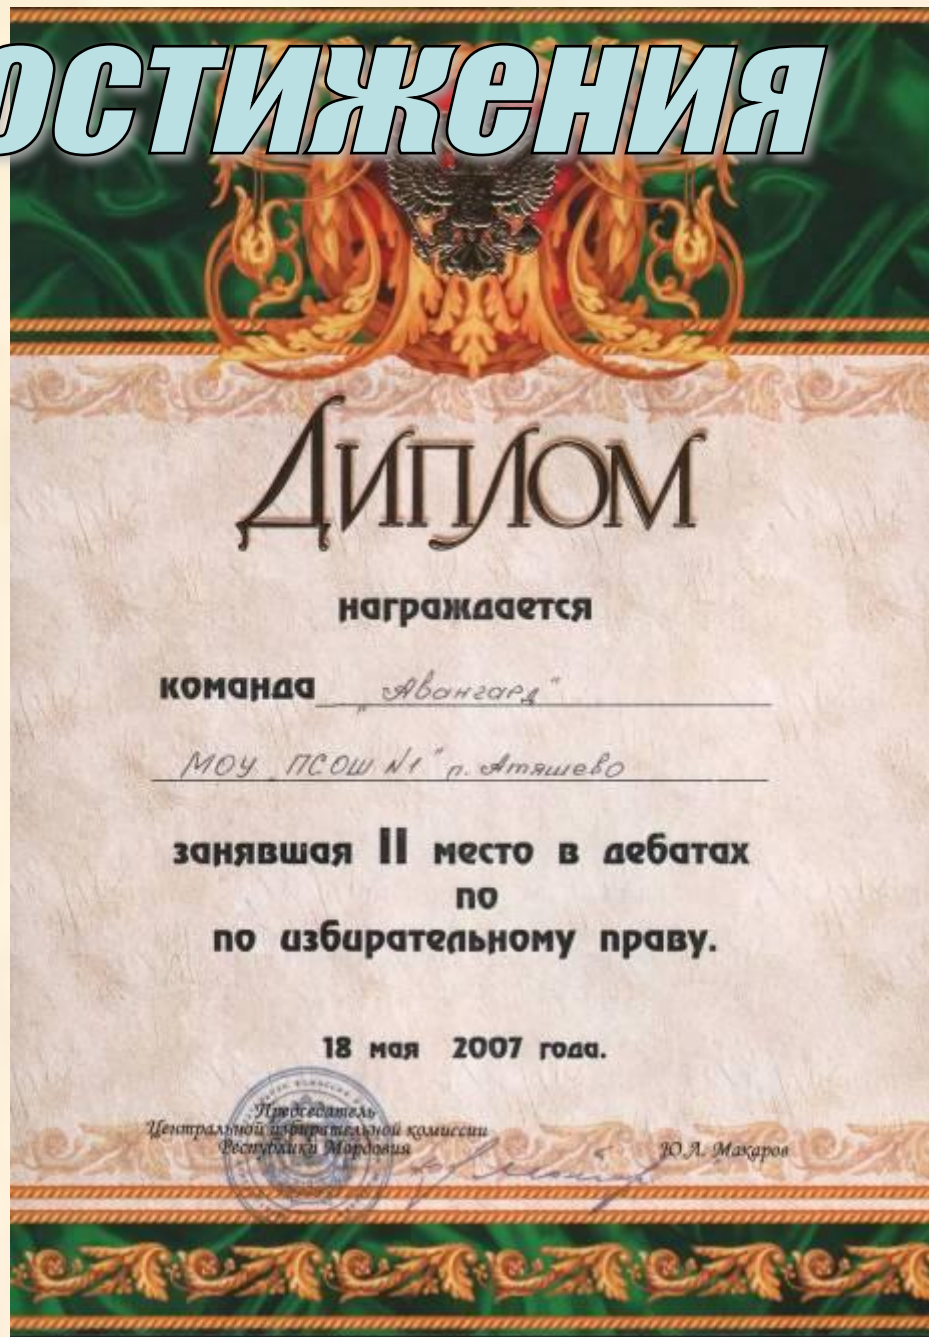 остижения
Диплом
награждается
команда „Авангард"
МОУ „ПСОШ №1" п. Атяшево
занявшая II место в дебатах
по
по избирательному праву.
18 мая 2007 года.
Председатель
Центральной избирательной комиссии
Республики Мордовия
Ю.А. Макаров